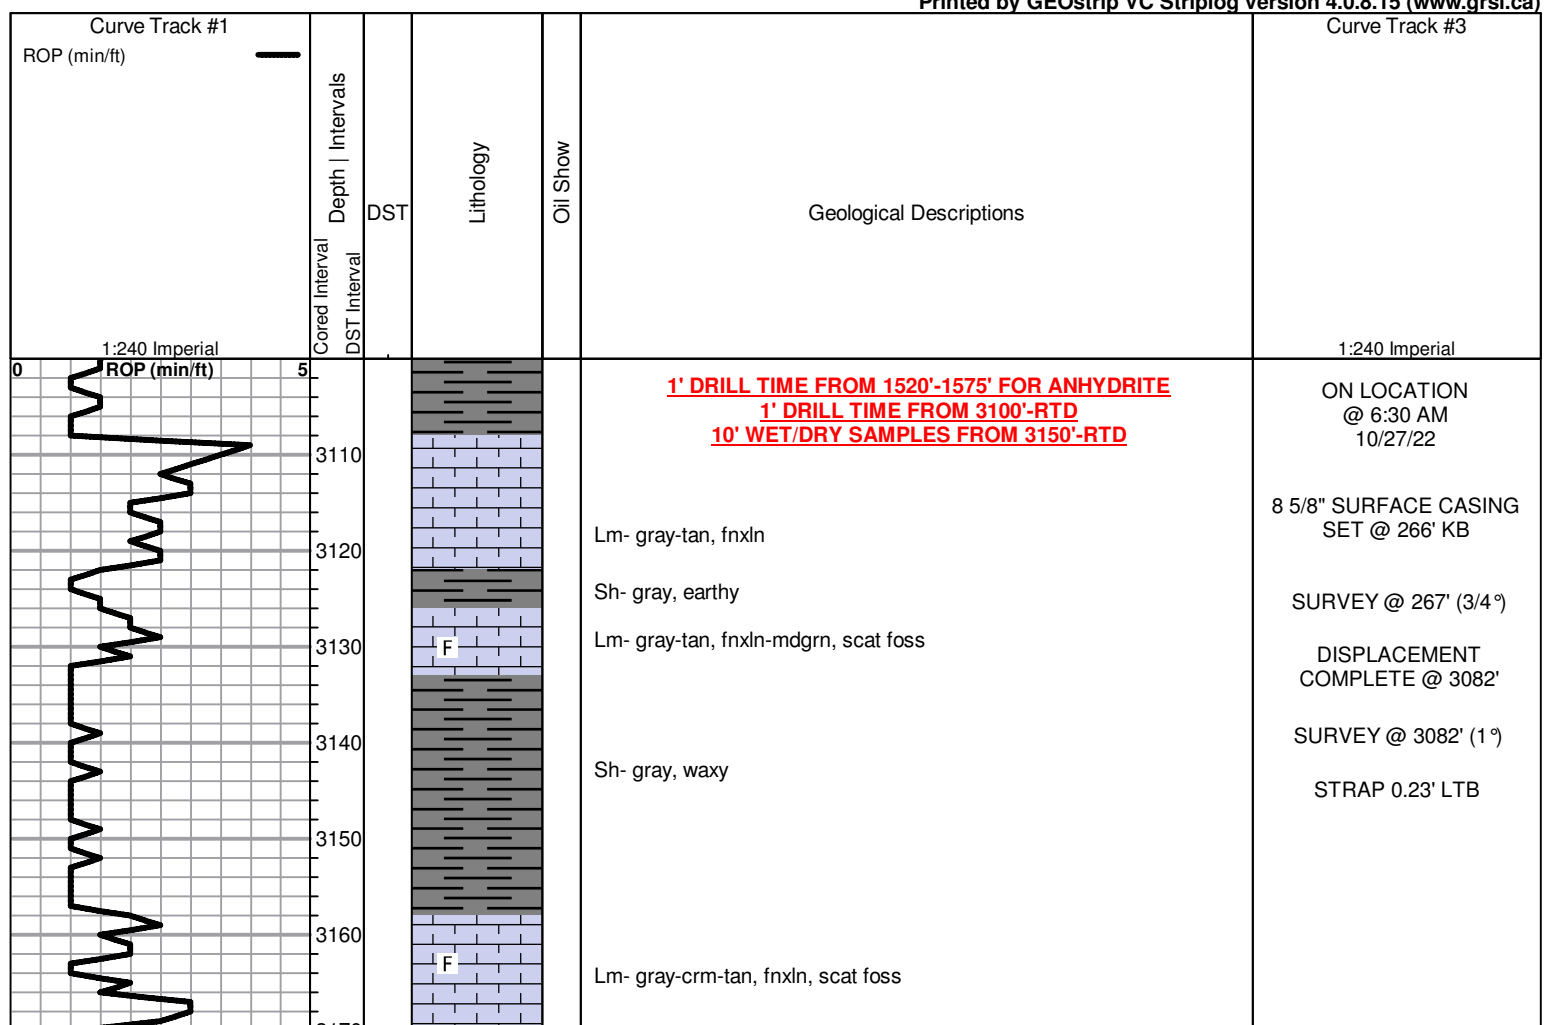 Printed by GEOstrip VC Striplog version 4.0.8.15 (www.grsi.ca)
Curve Track #1
ROP (min/ft)
1:240 Imperial
Cored Interval
Depth | Intervals
DST Interval
DST
Lithology
Oil Show
Geological Descriptions
Curve Track #3
1:240 Imperial
0 ROP (min/ft) 5
1' DRILL TIME FROM 1520'-1575' FOR ANHYDRITE
1' DRILL TIME FROM 3100'-RTD
10' WET/DRY SAMPLES FROM 3150'-RTD
ON LOCATION
@ 6:30 AM
10/27/22
3110
8 5/8" SURFACE CASING
SET @ 266' KB
Lm- gray-tan, fnxln
3120
Sh- gray, earthy
SURVEY @ 267' (3/4°)
3130
F
Lm- gray-tan, fnxln-mdgrn, scat foss
DISPLACEMENT
COMPLETE @ 3082'
3140
SURVEY @ 3082' (1°)
Sh- gray, waxy
STRAP 0.23' LTB
3150
3160
F
Lm- gray-crm-tan, fnxln, scat foss